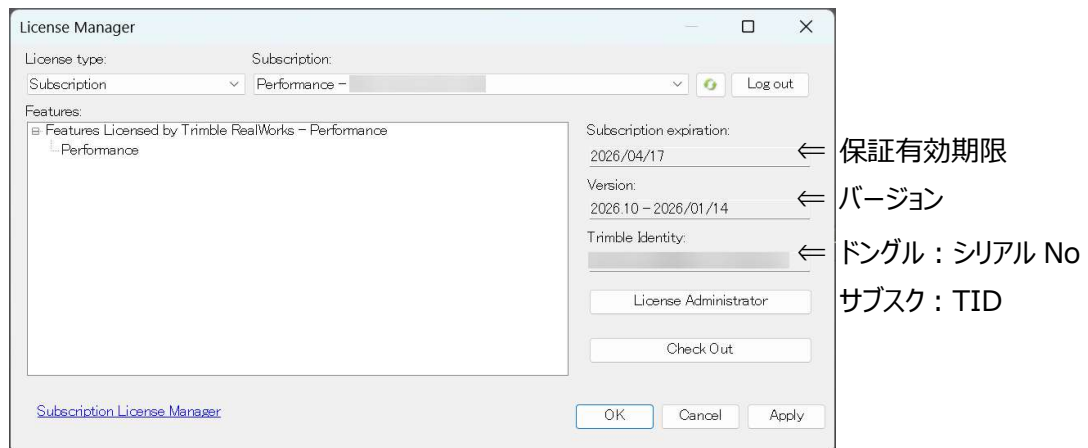 License Manager
License type:
Subscription:
Subscription
Performance -
Log out
Features:
Features Licensed by Trimble RealWorks - Performance
Performance
Subscription expiration:
2026/04/17
⇐ 保証有効期限
Version:
2026.10 - 2026/01/14
⇐ バージョン
Trimble Identity:
⇐ ドングル：シリアル No
サブスク：TID
License Administrator
Check Out
Subscription License Manager
OK
Cancel
Apply